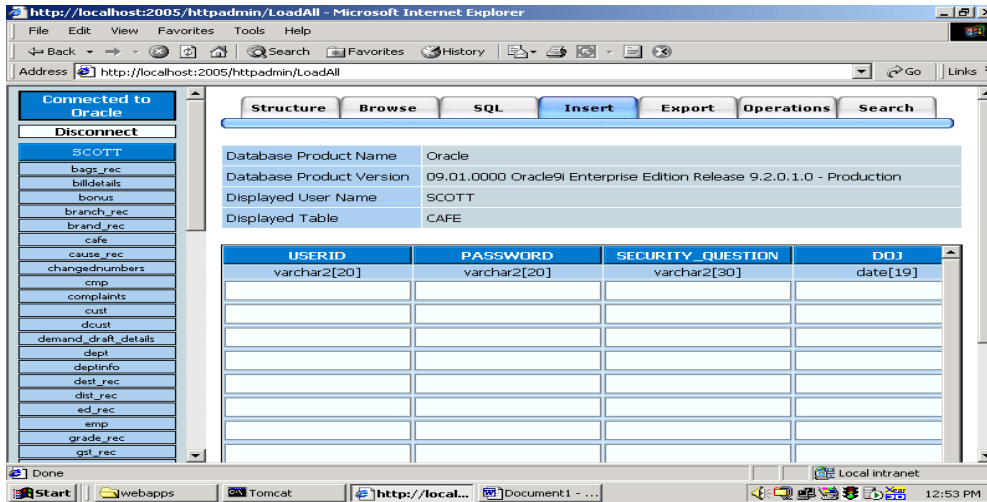 http://localhost:2005/httpadmin/LoadAll - Microsoft Internet Explorer
File Edit View Favorites Tools Help
Back Search Favorites History
Address http://localhost:2005/httpadmin/LoadAll Go Links
Connected to
Oracle
Disconnect
SCOTT
bags_rec
billdetails
bonus
branch_rec
brand_rec
cafe
cause_rec
changednumbers
cmp
complaints
cust
dcust
demand_draft_details
dept
deptinfo
dest_rec
dist_rec
ed_rec
emp
grade_rec
gst_rec
Structure Browse SQL Insert Export Operations Search
Database Product Name Oracle
Database Product Version 09.01.0000 Oracle9i Enterprise Edition Release 9.2.0.1.0 - Production
Displayed User Name SCOTT
Displayed Table CAFE
USERID PASSWORD SECURITY_QUESTION DOJ
varchar2[20] varchar2[20] varchar2[30] date[19]
Done Local intranet
Start webapps Tomcat http://local... Document1 - ... 12:53 PM